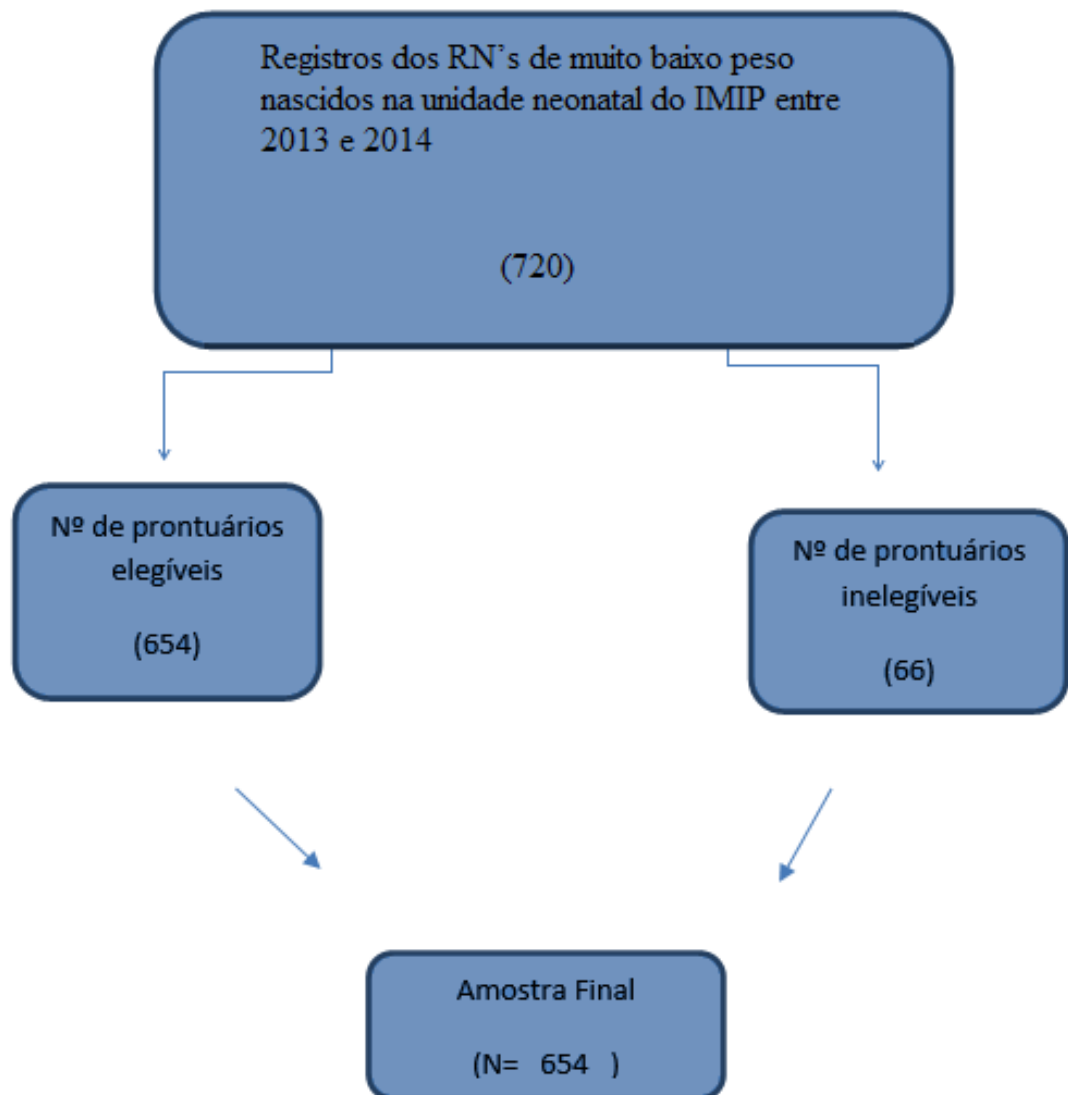 Registros dos RN’s de muito baixo peso
nascidos na unidade neonatal do IMIP entre
2013 e 2014
(720)
Nº de prontuários
elegíveis
(654)
Nº de prontuários
inelegíveis
(66)
Amostra Final
(N= 654 )